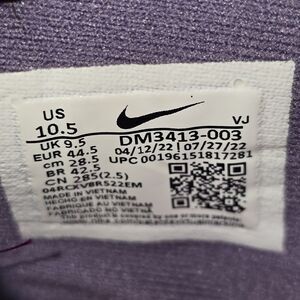 US
10.5
VJ
UK 9.5
DM3413-003
EUR 44.5
04/12/22 // 07/27/22
cm 28.5
UPC 00196151817281
BR 42.5
CN 285(2.5)
04RCXVBR522EM
MADE IN VIETNAM
HECHO EN VIETNAM
FABRIQUÉ AU VIETNAM
FABRICADO NO VIETNÃ